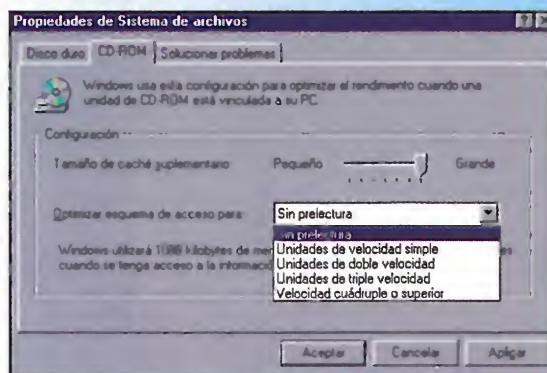 Propiedades de Sistema de archivos
Disco duro
CD-ROM
Solucionar problemas
Windows usa esta configuración para optimizar el rendimiento cuando una
unidad de CD-ROM está vinculada a su PC.
Configuración
Tamaño de caché suplementario:
Pequeño
Grande
Optimizar esquema de acceso para:
Sin prelectura
Sin prelectura
Unidades de velocidad simple
Unidades de doble velocidad
Unidades de triple velocidad
Velocidad cuádruple o superior
Windows utilizará 1086 kilobytes de
cuando se tenga acceso a la
Aceptar
Cancelar
Aplicar